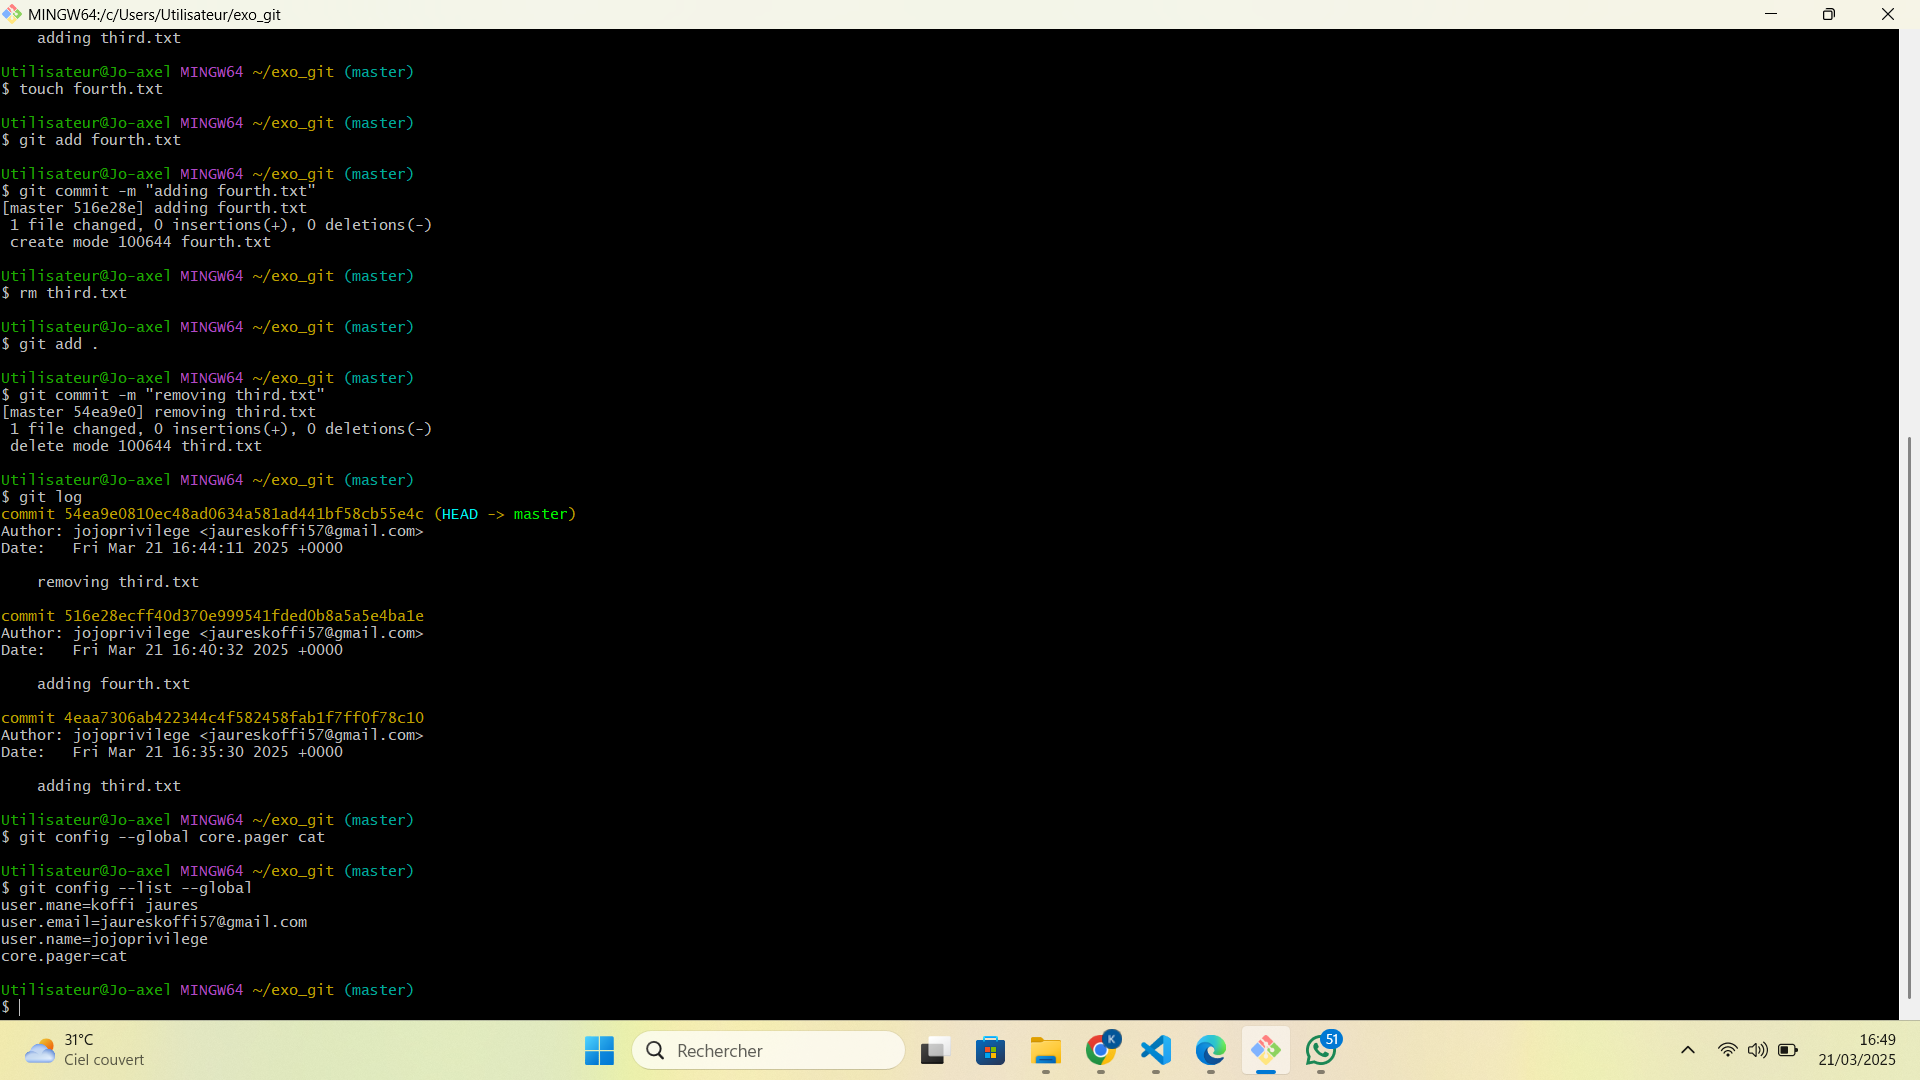 MINGW64:/c/Users/Utilisateur/exo_git
adding third.txt
Utilisateur@Jo-axel MINGW64 ~/exo_git (master)
$ touch fourth.txt
Utilisateur@Jo-axel MINGW64 ~/exo_git (master)
$ git add fourth.txt
Utilisateur@Jo-axel MINGW64 ~/exo_git (master)
$ git commit -m "adding fourth.txt"
[master 516e28e] adding fourth.txt
1 file changed, 0 insertions(+), 0 deletions(-)
create mode 100644 fourth.txt
Utilisateur@Jo-axel MINGW64 ~/exo_git (master)
$ rm third.txt
Utilisateur@Jo-axel MINGW64 ~/exo_git (master)
$ git add .
Utilisateur@Jo-axel MINGW64 ~/exo_git (master)
$ git commit -m "removing third.txt"
[master 54ea9e0] removing third.txt
1 file changed, 0 insertions(+), 0 deletions(-)
delete mode 100644 third.txt
Utilisateur@Jo-axel MINGW64 ~/exo_git (master)
$ git log
commit 54ea9e0810ec48ad0634a581ad441bf58cb55e4c (HEAD -> master)
Author: jojoprivilege <jaureskoffi57@gmail.com>
Date:   Fri Mar 21 16:44:11 2025 +0000
removing third.txt
commit 516e28ecff40d370e999541fded0b8a5a5e4ba1e
Author: jojoprivilege <jaureskoffi57@gmail.com>
Date:   Fri Mar 21 16:40:32 2025 +0000
adding fourth.txt
commit 4eaa7306ab422344c4f582458fab1f7ff0f78c10
Author: jojoprivilege <jaureskoffi57@gmail.com>
Date:   Fri Mar 21 16:35:30 2025 +0000
adding third.txt
Utilisateur@Jo-axel MINGW64 ~/exo_git (master)
$ git config --global core.pager cat
Utilisateur@Jo-axel MINGW64 ~/exo_git (master)
$ git config --list --global
user.mane=koffi jaures
user.email=jaureskoffi57@gmail.com
user.name=jojoprivilege
core.pager=cat
Utilisateur@Jo-axel MINGW64 ~/exo_git (master)
$
31°C
Ciel couvert
Rechercher
K
51
16:49
21/03/2025